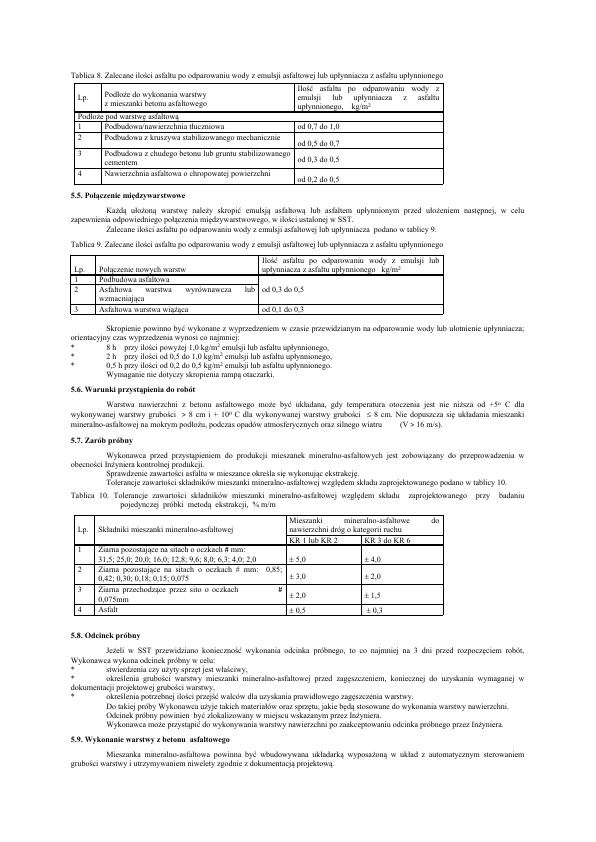 Tablica 8. Zalecane ilości asfaltu po odparowaniu wody z emulsji asfaltowej lub upłynniacza z asfaltu upłynnionego
Lp. Podłoże do wykonania warstwy z mieszanki betonu asfaltowego Ilość asfaltu po odparowaniu wody z emulsji lub upłynniacza z asfaltu upłynnionego, kg/m²
Podłoże pod warstwę asfaltową
1 Podbudowa/nawierzchnia tłuczniowa od 0,7 do 1,0
2 Podbudowa z kruszywa stabilizowanego mechanicznie od 0,5 do 0,7
3 Podbudowa z chudego betonu lub gruntu stabilizowanego cementem od 0,3 do 0,5
4 Nawierzchnia asfaltowa o chropowatej powierzchni od 0,2 do 0,5
5.5. Połączenie międzywarstwowe
Każdą ułożoną warstwę należy skropić emulsją asfaltową lub asfaltem upłynnionym przed ułożeniem następnej, w celu
zapewnienia odpowiedniego połączenia międzywarstwowego, w ilości ustalonej w SST.
Zalecane ilości asfaltu po odparowaniu wody z emulsji asfaltowej lub upłynniacza podano w tablicy 9.
Tablica 9. Zalecane ilości asfaltu po odparowaniu wody z emulsji asfaltowej lub upłynniacza z asfaltu upłynnionego
Lp. Połączenie nowych warstw Ilość asfaltu po odparowaniu wody z emulsji lub upłynniacza z asfaltu upłynnionego kg/m²
1 Podbudowa asfaltowa
2 Asfaltowa warstwa wyrównawcza lub wzmacniająca od 0,3 do 0,5
3 Asfaltowa warstwa wiążąca od 0,1 do 0,3
Skropienie powinno być wykonane z wyprzedzeniem w czasie przewidzianym na odparowanie wody lub ulotnienie upłynniacza;
orientacyjny czas wyprzedzenia wynosi co najmniej:
* 8 h przy ilości powyżej 1,0 kg/m² emulsji lub asfaltu upłynnionego,
* 2 h przy ilości od 0,5 do 1,0 kg/m² emulsji lub asfaltu upłynnionego,
* 0,5 h przy ilości od 0,2 do 0,5 kg/m² emulsji lub asfaltu upłynnionego.
Wymaganie nie dotyczy skropienia rampą otaczarki.
5.6. Warunki przystąpienia do robót
Warstwa nawierzchni z betonu asfaltowego może być układana, gdy temperatura otoczenia jest nie niższa od +5º C dla
wykonywanej warstwy grubości > 8 cm i + 10º C dla wykonywanej warstwy grubości ≤ 8 cm. Nie dopuszcza się układania mieszanki
mineralno-asfaltowej na mokrym podłożu, podczas opadów atmosferycznych oraz silnego wiatru (V > 16 m/s).
5.7. Zarób próbny
Wykonawca przed przystąpieniem do produkcji mieszanek mineralno-asfaltowych jest zobowiązany do przeprowadzenia w
obecności Inżyniera kontrolnej produkcji.
Sprawdzenie zawartości asfaltu w mieszance określa się wykonując ekstrakcję.
Tolerancje zawartości składników mieszanki mineralno-asfaltowej względem składu zaprojektowanego podano w tablicy 10.
Tablica 10. Tolerancje zawartości składników mieszanki mineralno-asfaltowej względem składu zaprojektowanego przy badaniu
pojedynczej próbki metodą ekstrakcji, % m/m
Lp. Składniki mieszanki mineralno-asfaltowej Mieszanki mineralno-asfaltowe do nawierzchni dróg o kategorii ruchu
KR 1 lub KR 2 KR 3 do KR 6
1 Ziarna pozostające na sitach o oczkach # mm:
31,5; 25,0; 20,0; 16,0; 12,8; 9,6; 8,0; 6,3; 4,0; 2,0 ± 5,0 ± 4,0
2 Ziarna pozostające na sitach o oczkach # mm: 0,85;
0,42; 0,30; 0,18; 0,15; 0,075 ± 3,0 ± 2,0
3 Ziarna przechodzące przez sito o oczkach #
0,075mm ± 2,0 ± 1,5
4 Asfalt ± 0,5 ± 0,3
5.8. Odcinek próbny
Jeżeli w SST przewidziano konieczność wykonania odcinka próbnego, to co najmniej na 3 dni przed rozpoczęciem robót,
Wykonawca wykona odcinek próbny w celu:
* stwierdzenia czy użyty sprzęt jest właściwy,
* określenia grubości warstwy mieszanki mineralno-asfaltowej przed zagęszczeniem, koniecznej do uzyskania wymaganej w
dokumentacji projektowej grubości warstwy,
* określenia potrzebnej ilości przejść walców dla uzyskania prawidłowego zagęszczenia warstwy.
Do takiej próby Wykonawca użyje takich materiałów oraz sprzętu, jakie będą stosowane do wykonania warstwy nawierzchni.
Odcinek próbny powinien być zlokalizowany w miejscu wskazanym przez Inżyniera.
Wykonawca może przystąpić do wykonywania warstwy nawierzchni po zaakceptowaniu odcinka próbnego przez Inżyniera.
5.9. Wykonanie warstwy z betonu asfaltowego
Mieszanka mineralno-asfaltowa powinna być wbudowywana układarką wyposażoną w układ z automatycznym sterowaniem
grubości warstwy i utrzymywaniem niwelety zgodnie z dokumentacją projektową.